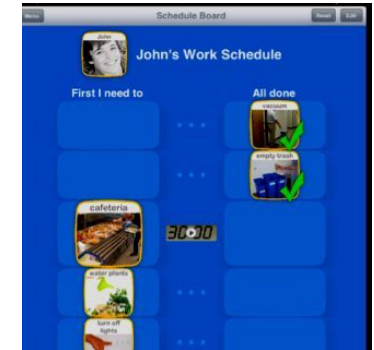 Menu
Schedule Board
Reset
Edit
John
John's Work Schedule
First I need to
All done
vacuum
empty trash
cafeteria
30:00
water plants
turn off
lights